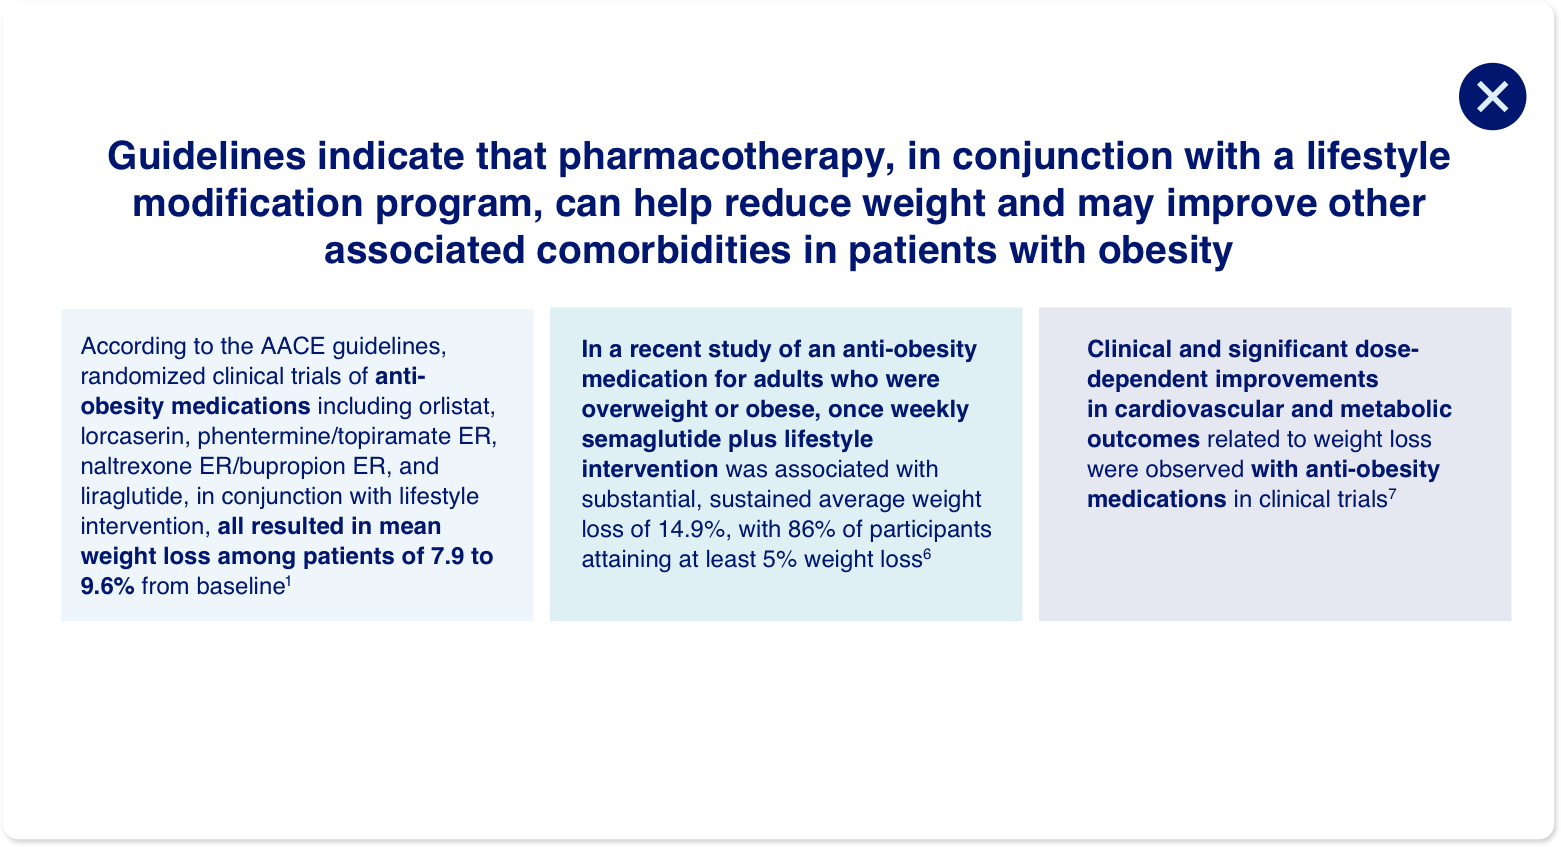 Guidelines indicate that pharmacotherapy, in conjunction with a lifestyle
modification program, can help reduce weight and may improve other
associated comorbidities in patients with obesity
According to the AACE guidelines,
randomized clinical trials of anti-
obesity medications including orlistat,
lorcaserin, phentermine/topiramate ER,
naltrexone ER/bupropion ER, and
liraglutide, in conjunction with lifestyle
intervention, all resulted in mean
weight loss among patients of 7.9 to
9.6% from baseline¹
In a recent study of an anti-obesity
medication for adults who were
overweight or obese, once weekly
semaglutide plus lifestyle
intervention was associated with
substantial, sustained average weight
loss of 14.9%, with 86% of participants
attaining at least 5% weight loss⁶
Clinical and significant dose-
dependent improvements
in cardiovascular and metabolic
outcomes related to weight loss
were observed with anti-obesity
medications in clinical trials⁷